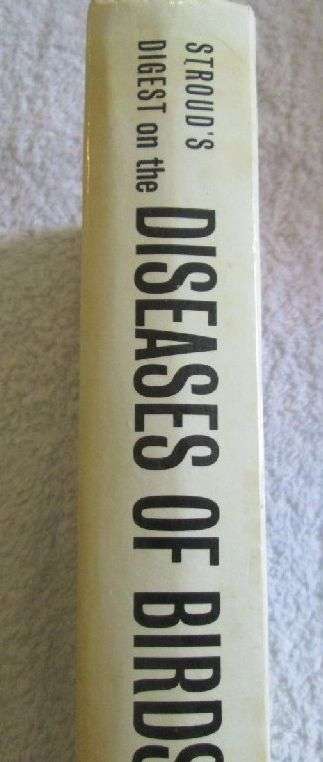 STROUD'S
DIGEST on the
DISEASES OF BIRDS